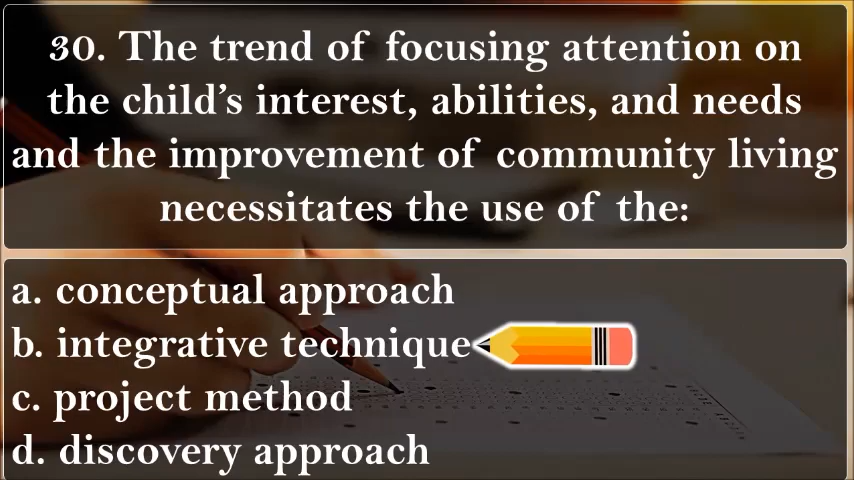 30. The trend of focusing attention on
the child’s interest, abilities, and needs
and the improvement of community living
necessitates the use of the:
a. conceptual approach
b. integrative technique
c. project method
d. discovery approach